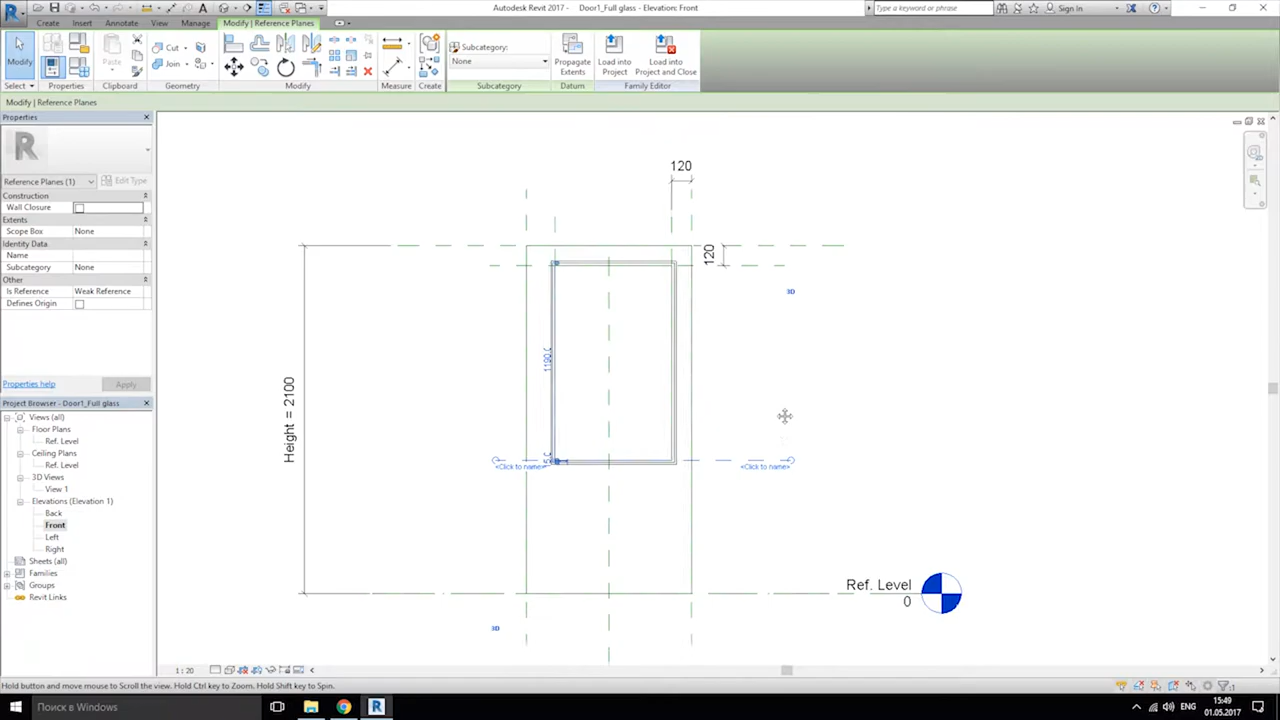 Autodesk Revit 2017 - Door1_Full glass - Elevation: Front
Type a keyword or phrase
Sign In
Create Insert Annotate View Manage Modify | Reference Planes
Modify
Paste
Cut
Join
Subcategory:
None
Propagate Extents
Load into Project
Load into Project and Close
Select Properties Clipboard Geometry Modify Measure Create Subcategory Datum Family Editor
Modify | Reference Planes
Properties
R
Reference Planes (1)
Edit Type
Construction
Wall Closure
Extents
Scope Box None
Identity Data
Name
Subcategory None
Other
Is Reference Weak Reference
Defines Origin
Properties help
Apply
Project Browser - Door1_Full glass
Views (all)
Floor Plans
Ref. Level
Ceiling Plans
Ref. Level
3D Views
View 1
Elevations (Elevation 1)
Back
Front
Left
Right
Sheets (all)
Families
Groups
Revit Links
120
120
3D
Height = 2100
<Click to name>
<Click to name>
Ref. Level
0
3D
1 : 20
Hold button and move mouse to Scroll the view. Hold Ctrl key to Zoom. Hold Shift key to Spin.
:1
Поиск в Windows
ENG
15:49
01.05.2017